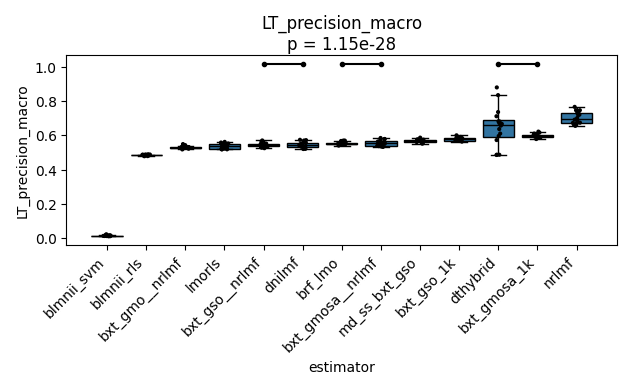 LT_precision_macro
p = 1.15e-28
LT_precision_macro
1.0
0.8
0.6
0.4
0.2
0.0
blmnii_svm
blmnii_rls
bxt_gmo__nrlmf
lmorls
bxt_gso__nrlmf
dnilmf
brf_lmo
bxt_gmosa__nrlmf
md_ss_bxt_gso
bxt_gso_1k
dthybrid
bxt_gmosa_1k
nrlmf
estimator